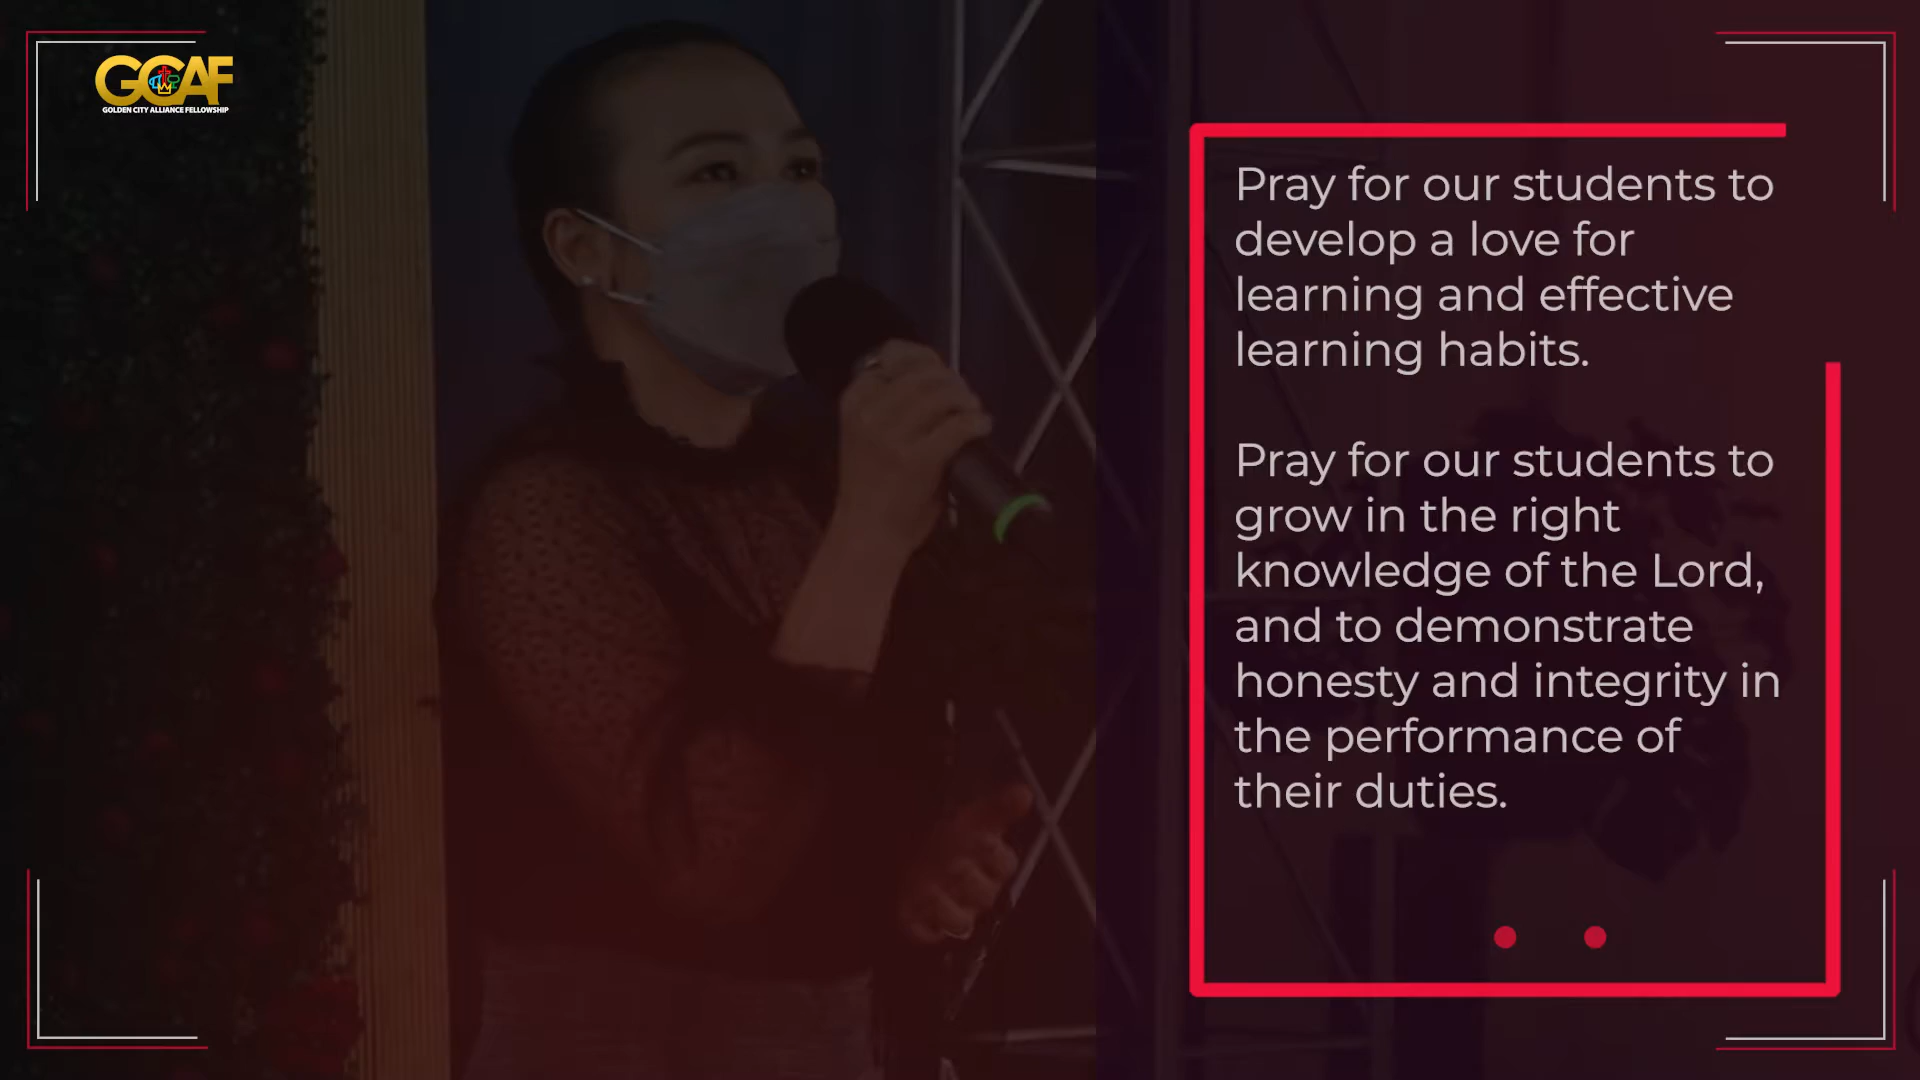 GCAF
GOLDEN CITY ALLIANCE FELLOWSHIP
Pray for our students to
develop a love for
learning and effective
learning habits.
Pray for our students to
grow in the right
knowledge of the Lord,
and to demonstrate
honesty and integrity in
the performance of
their duties.